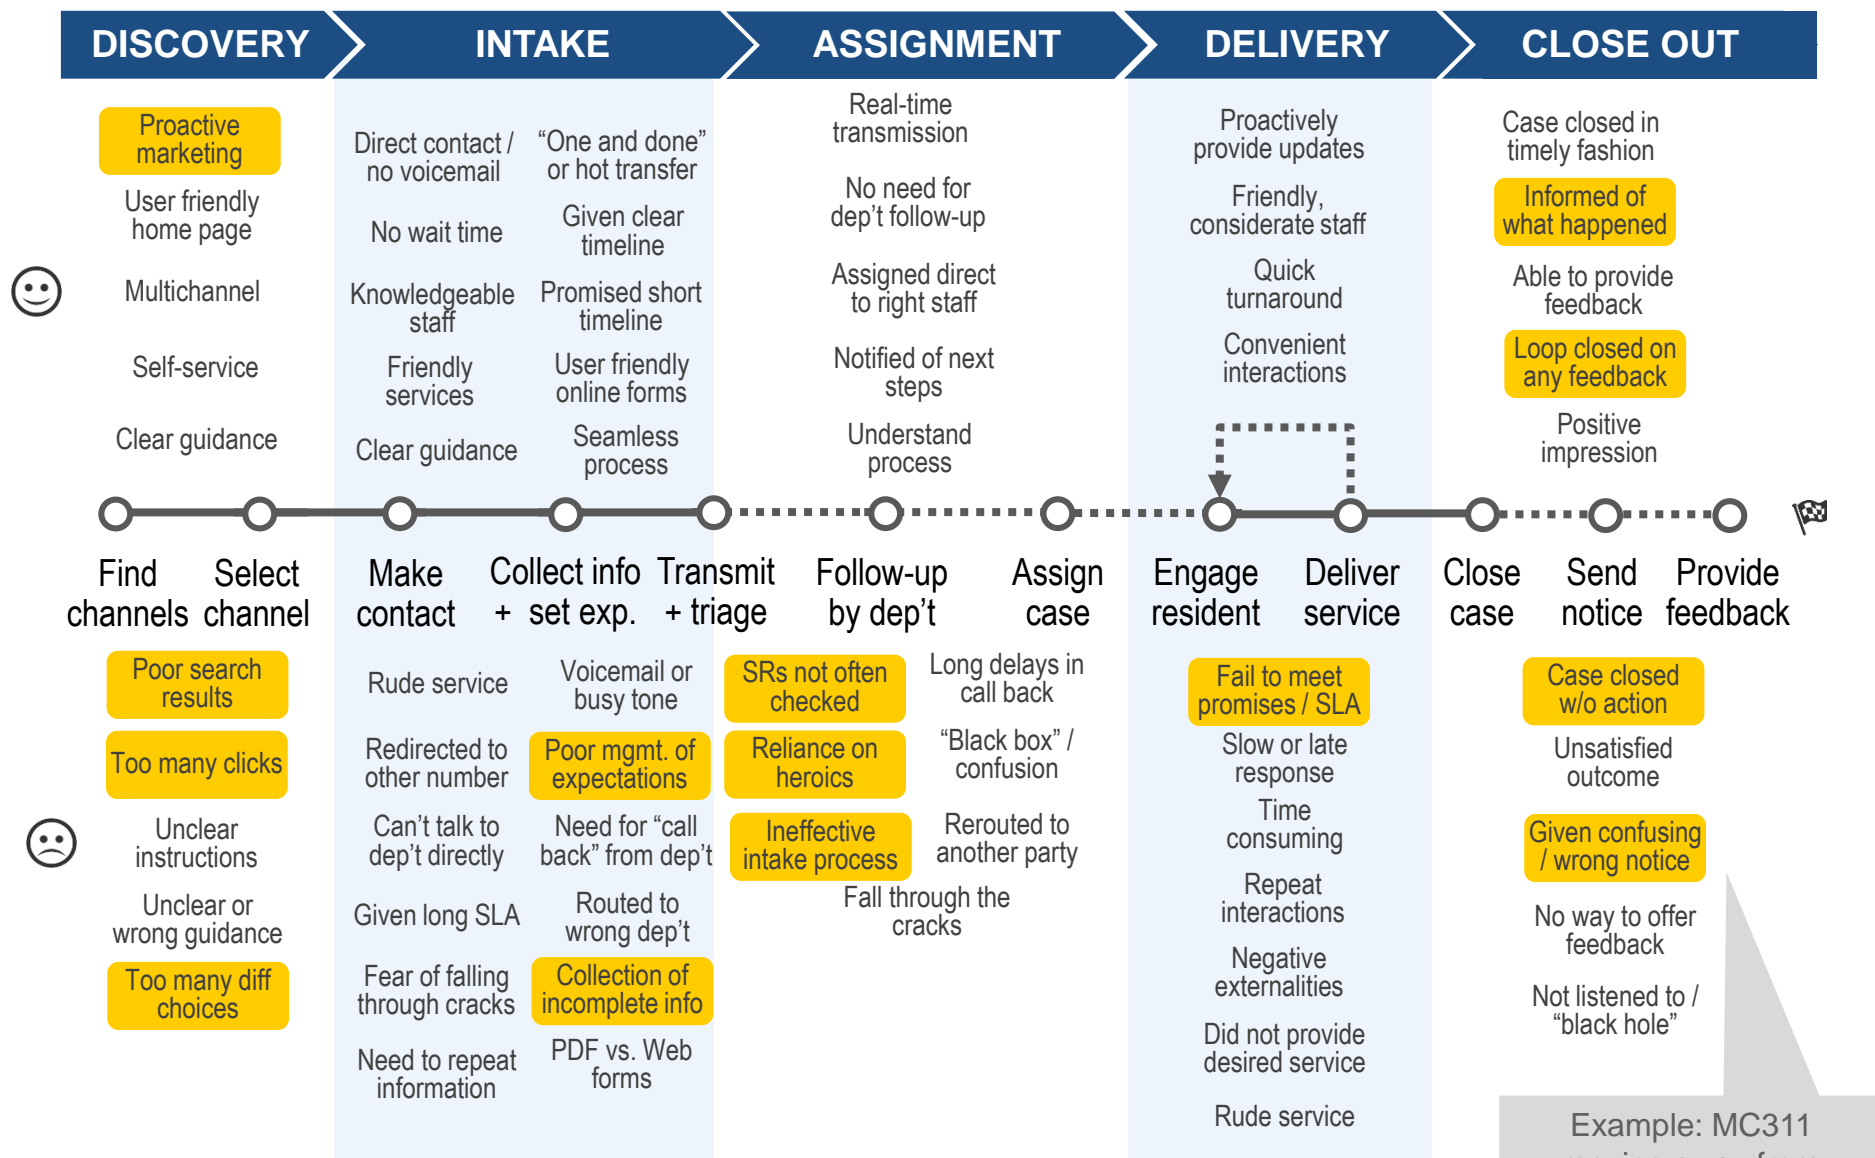 DISCOVERY
INTAKE
ASSIGNMENT
DELIVERY
CLOSE OUT
Proactive
marketing
User friendly
home page
Multichannel
Self-service
Clear guidance
Direct contact /
no voicemail
No wait time
Knowledgeable
staff
Friendly
services
Clear guidance
“One and done”
or hot transfer
Given clear
timeline
Promised short
timeline
User friendly
online forms
Seamless
process
Real-time
transmission
No need for
dep’t follow-up
Assigned direct
to right staff
Notified of next
steps
Understand
process
Proactively
provide updates
Friendly,
considerate staff
Quick
turnaround
Convenient
interactions
Case closed in
timely fashion
Informed of
what happened
Able to provide
feedback
Loop closed on
any feedback
Positive
impression
Find
channels
Select
channel
Make
contact
Collect info
+ set exp.
Transmit
+ triage
Follow-up
by dep’t
Assign
case
Engage
resident
Deliver
service
Close
case
Send
notice
Provide
feedback
Poor search
results
Too many clicks
Unclear
instructions
Unclear or
wrong guidance
Too many diff
choices
Rude service
Redirected to
other number
Can’t talk to
dep’t directly
Given long SLA
Fear of falling
through cracks
Need to repeat
information
Voicemail or
busy tone
Poor mgmt. of
expectations
Need for “call
back” from dep’t
Routed to
wrong dep’t
Collection of
incomplete info
PDF vs. Web
forms
SRs not often
checked
Reliance on
heroics
Ineffective
intake process
Long delays in
call back
“Black box” /
confusion
Rerouted to
another party
Fall through the
cracks
Fail to meet
promises / SLA
Slow or late
response
Time
consuming
Repeat
interactions
Negative
externalities
Did not provide
desired service
Rude service
Case closed
w/o action
Unsatisfied
outcome
Given confusing
/ wrong notice
No way to offer
feedback
Not listened to /
“black hole”
Example: MC311